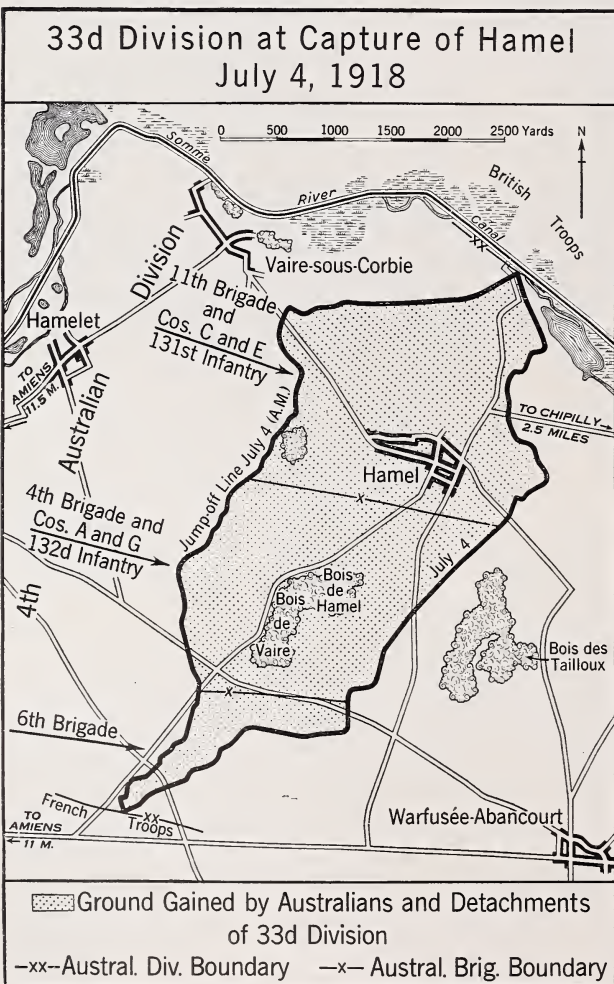 33d Division at Capture of Hamel
July 4, 1918
0 500 1000 1500 2000 2500 Yards
N
Somme
River
Canal
British
Troops
xx
Vaire-sous-Corbie
11th Brigade
and
Cos. C and E
131st Infantry
Hamelet
TO
AMIENS
11.5 M.
4th Australian Division
Jump-off Line July 4 (A.M.)
TO CHIPILLY
2.5 MILES
Hamel
x
4th Brigade and
Cos. A and G
132d Infantry
July 4
Bois
de
Hamel
Bois
de
Vaire
Bois des
Tailloux
x
6th Brigade
French
Troops
xx
TO
AMIENS
11 M.
Warfusée-Abancourt
Ground Gained by Australians and Detachments
of 33d Division
-xx-- Austral. Div. Boundary —x— Austral. Brig. Boundary